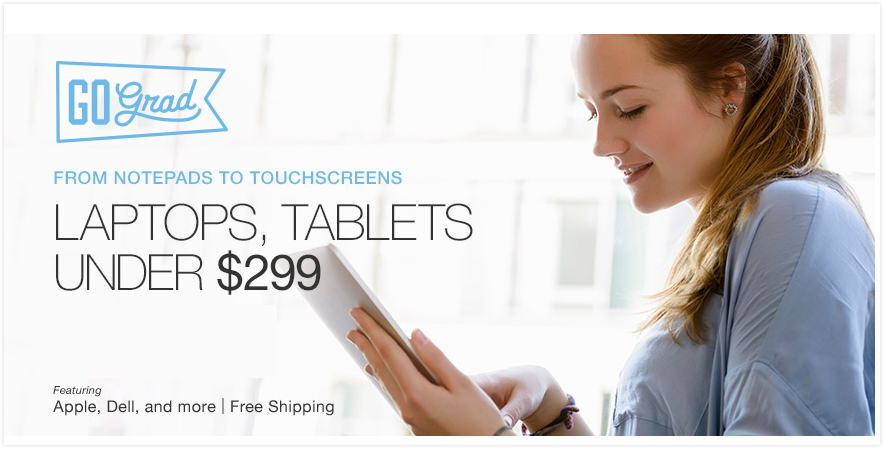 GO Grad
FROM NOTEPADS TO TOUCHSCREENS
LAPTOPS, TABLETS
UNDER $299
Featuring
Apple, Dell, and more | Free Shipping